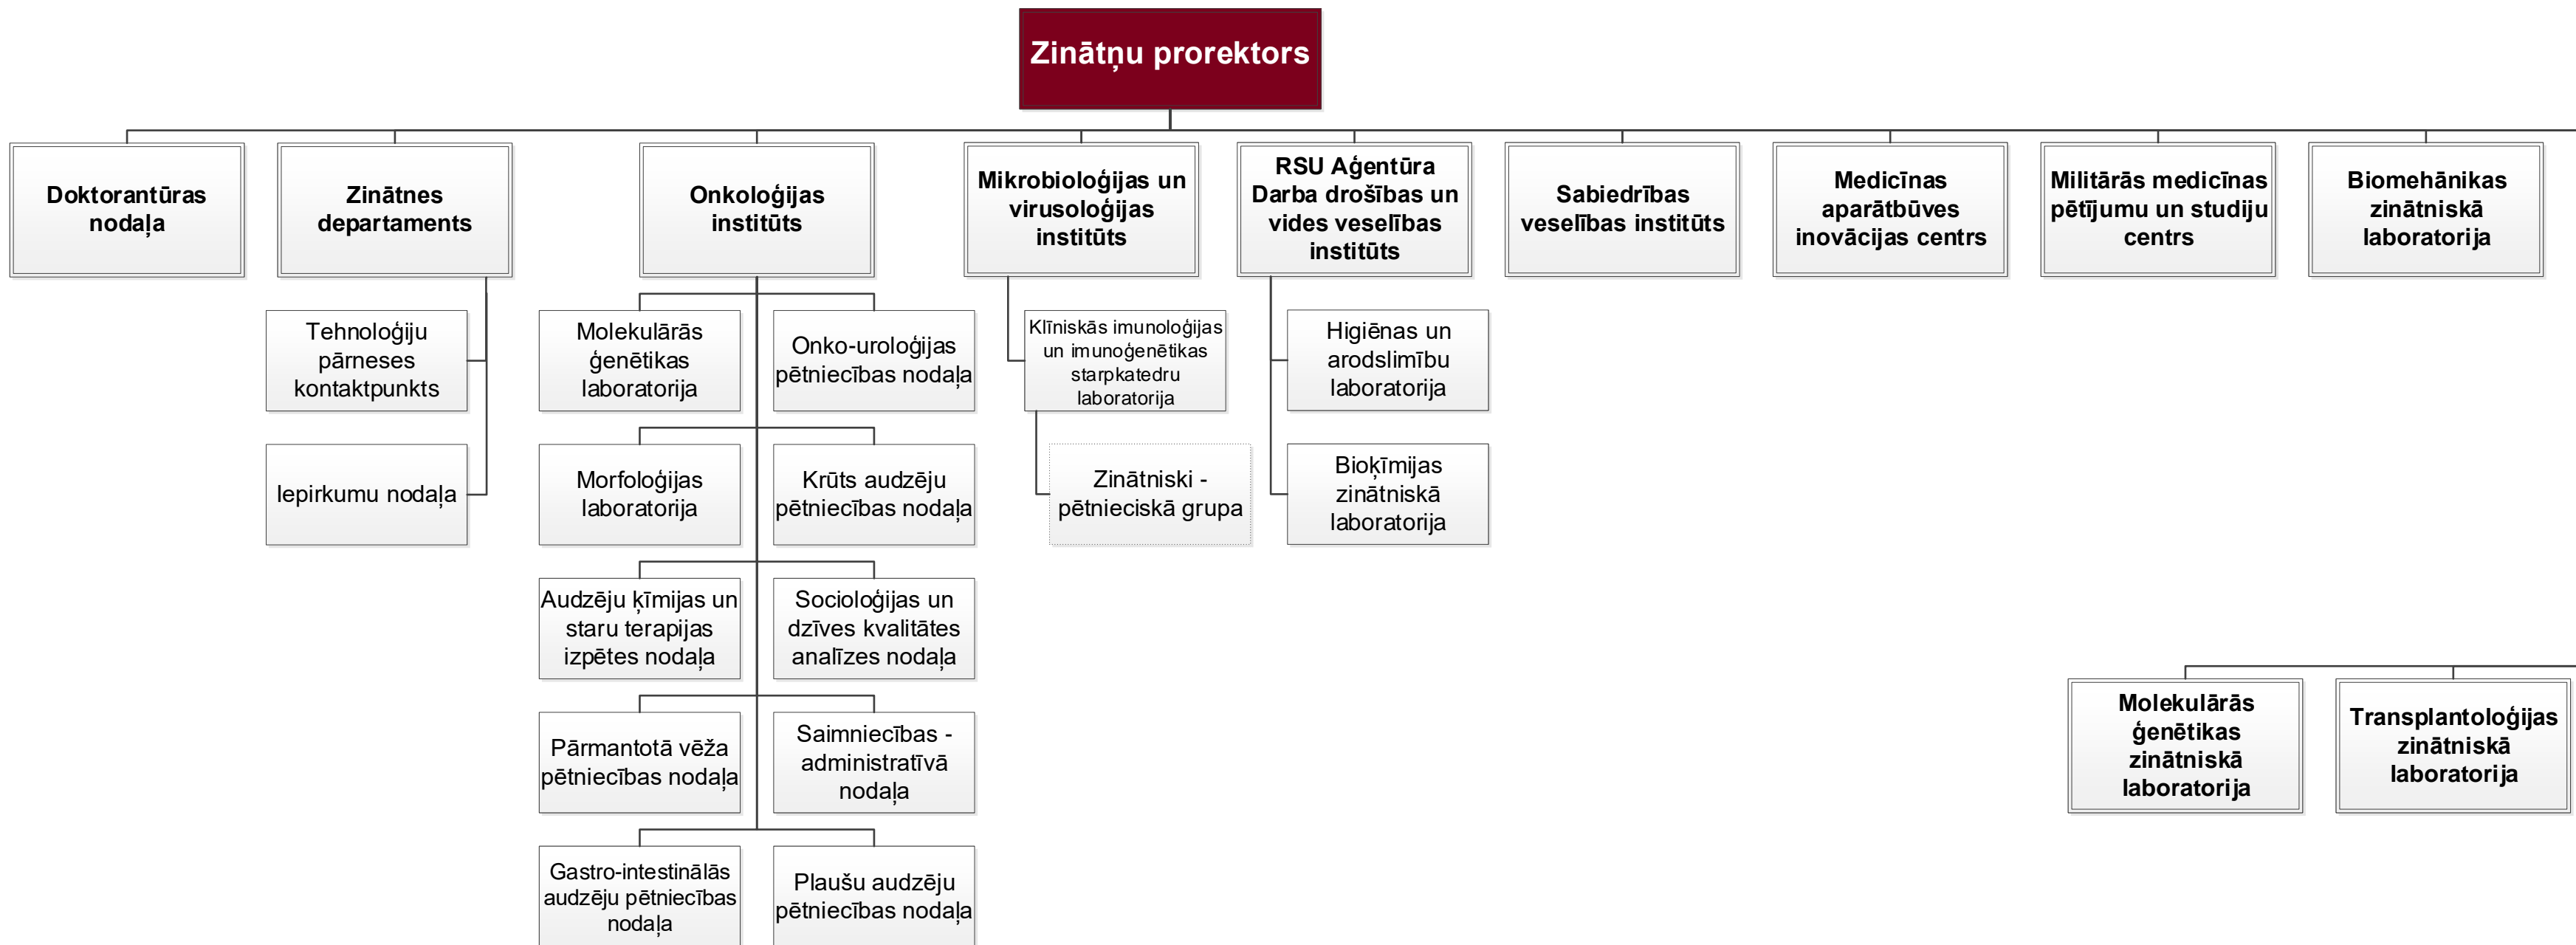 Zinātņu prorektors
Doktorantūras
nodaļa
Zinātnes
departaments
Onkoloģijas
institūts
Mikrobioloģijas un
virusoloģijas
institūts
RSU Aģentūra
Darba drošības un
vides veselības
institūts
Sabiedrības
veselības institūts
Medicīnas
aparātbūves
inovācijas centrs
Militārās medicīnas
pētījumu un studiju
centrs
Biomehānikas
zinātniskā
laboratorija
Tehnoloģiju
pārneses
kontaktpunkts
Molekulārās
ģenētikas
laboratorija
Onko-uroloģijas
pētniecības nodaļa
Klīniskās imunoloģijas
un imunoģenētikas
starpkatedru
laboratorija
Higiēnas un
arodslimību
laboratorija
Iepirkumu nodaļa
Morfoloģijas
laboratorija
Krūts audzēju
pētniecības nodaļa
Zinātniski -
pētnieciskā grupa
Bioķīmijas
zinātniskā
laboratorija
Audzēju ķīmijas un
staru terapijas
izpētes nodaļa
Socioloģijas un
dzīves kvalitātes
analīzes nodaļa
Pārmantotā vēža
pētniecības nodaļa
Saimniecības -
administratīvā
nodaļa
Molekulārās
ģenētikas
zinātniskā
laboratorija
Transplantoloģijas
zinātniskā
laboratorija
Gastro-intestinālās
audzēju pētniecības
nodaļa
Plaušu audzēju
pētniecības nodaļa